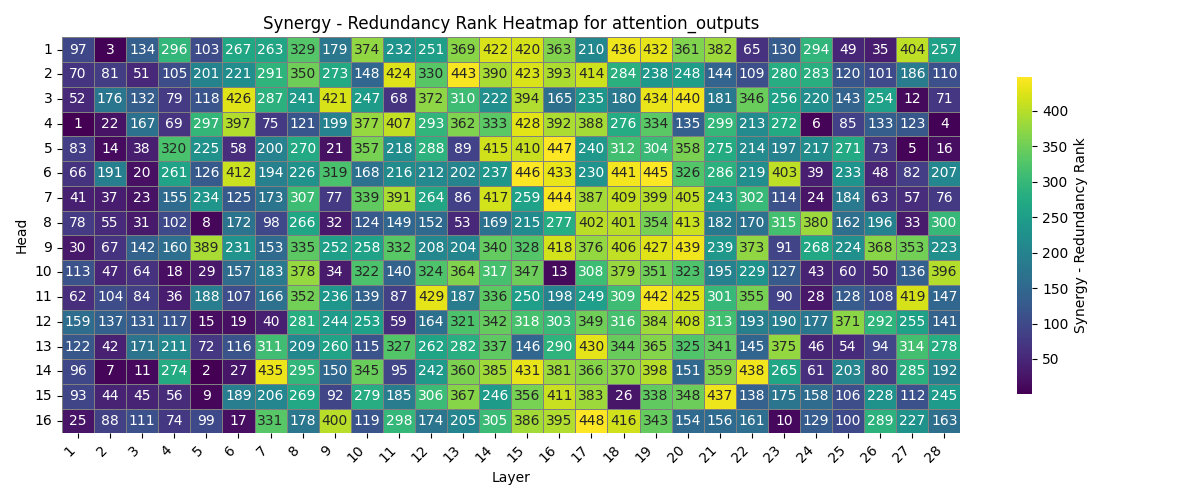 Synergy - Redundancy Rank Heatmap for attention_outputs
1 97 3 134 296 103 267 263 329 179 374 232 251 369 422 420 363 210 436 432 361 382 65 130 294 49 35 404 257
2 70 81 51 105 201 221 291 350 273 148 424 330 443 390 423 393 414 284 238 248 144 109 280 283 120 101 186 110
3 52 176 132 79 118 426 287 241 421 247 68 372 310 222 394 165 235 180 434 440 181 346 256 220 143 254 12 71
4 1 22 167 69 297 397 75 121 199 377 407 293 362 333 428 392 388 276 334 135 299 213 272 6 85 133 123 4
5 83 14 38 320 225 58 200 270 21 357 218 288 89 415 410 447 240 312 304 358 275 214 197 217 271 73 5 16
6 66 191 20 261 126 412 194 226 319 168 216 212 202 237 446 433 230 441 445 326 286 219 403 39 233 48 82 207
7 41 37 23 155 234 125 173 307 77 339 391 264 86 417 259 444 387 409 399 405 243 302 114 24 184 63 57 76
8 78 55 31 102 8 172 98 266 32 124 149 152 53 169 215 277 402 401 354 413 182 170 315 380 162 196 33 300
9 30 67 142 160 389 231 153 335 252 258 332 208 204 340 328 418 376 406 427 439 239 373 91 268 224 368 353 223
10 113 47 64 18 29 157 183 378 34 322 140 324 364 317 347 13 308 379 351 323 195 229 127 43 60 50 136 396
11 62 104 84 36 188 107 166 352 236 139 87 429 187 336 250 198 249 309 442 425 301 355 90 28 128 108 419 147
12 159 137 131 117 15 19 40 281 244 253 59 164 321 342 318 303 349 316 384 408 313 193 190 177 371 292 255 141
13 122 42 171 211 72 116 311 209 260 115 327 262 282 337 146 290 430 344 365 325 341 145 375 46 54 94 314 278
14 96 7 11 274 2 27 435 295 150 345 95 242 360 385 431 381 366 370 398 151 359 438 265 61 203 80 285 192
15 93 44 45 56 9 189 206 269 92 279 185 306 367 246 356 411 383 26 338 348 437 138 175 158 106 228 112 245
16 25 88 111 74 99 17 331 178 400 119 298 174 205 305 386 395 448 416 343 154 156 161 10 129 100 289 227 163
1 2 3 4 5 6 7 8 9 10 11 12 13 14 15 16 17 18 19 20 21 22 23 24 25 26 27 28
Layer
Head
400
350
300
250
200
150
100
50
Synergy - Redundancy Rank